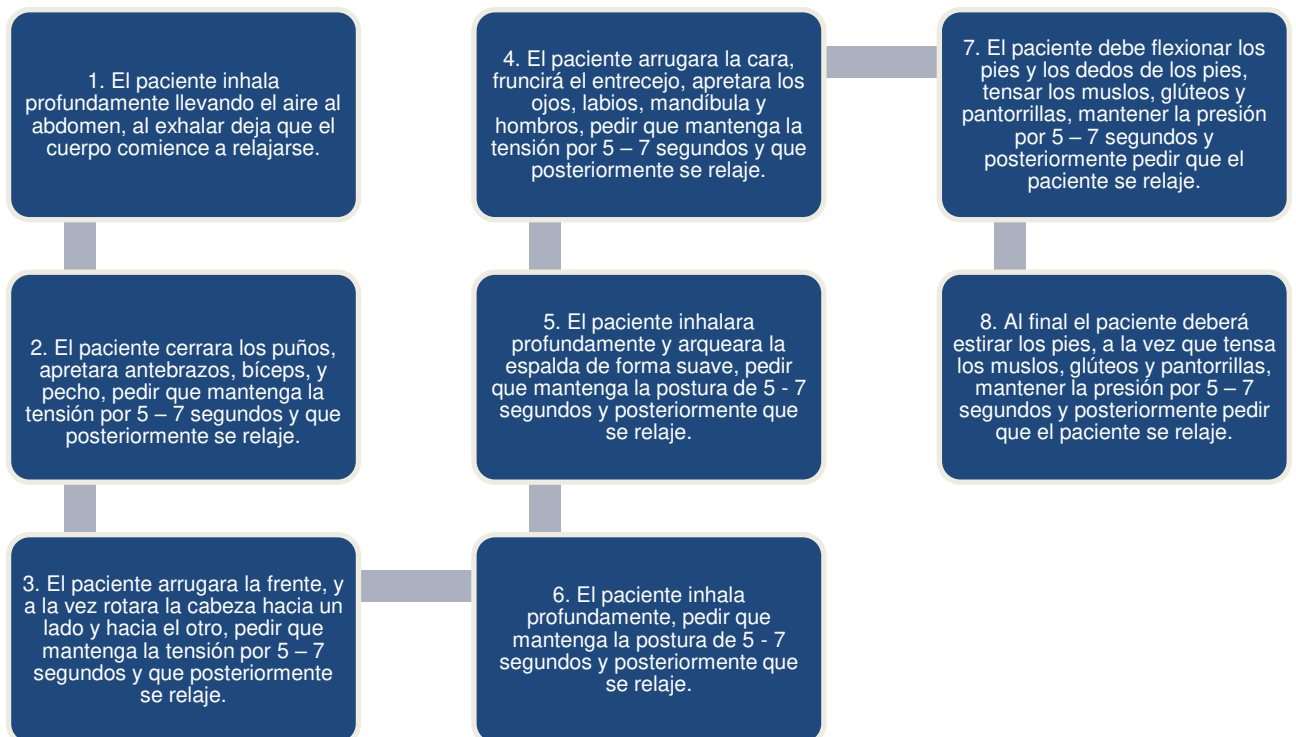 1. El paciente inhala
profundamente llevando el aire al
abdomen, al exhalar deja que el
cuerpo comience a relajarse.
2. El paciente cerrara los puños,
apretara antebrazos, bíceps, y
pecho, pedir que mantenga la
tensión por 5 – 7 segundos y que
posteriormente se relaje.
3. El paciente arrugara la frente, y
a la vez rotara la cabeza hacia un
lado y hacia el otro, pedir que
mantenga la tensión por 5 – 7
segundos y que posteriormente
se relaje.
4. El paciente arrugara la cara,
fruncirá el entrecejo, apretara los
ojos, labios, mandíbula y
hombros, pedir que mantenga la
tensión por 5 – 7 segundos y que
posteriormente se relaje.
5. El paciente inhalara
profundamente y arqueara la
espalda de forma suave, pedir
que mantenga la postura de 5 - 7
segundos y posteriormente que
se relaje.
6. El paciente inhala
profundamente, pedir que
mantenga la postura de 5 - 7
segundos y posteriormente que
se relaje.
7. El paciente debe flexionar los
pies y los dedos de los pies,
tensar los muslos, glúteos y
pantorrillas, mantener la presión
por 5 – 7 segundos y
posteriormente pedir que el
paciente se relaje.
8. Al final el paciente deberá
estirar los pies, a la vez que tensa
los muslos, glúteos y pantorrillas,
mantener la presión por 5 – 7
segundos y posteriormente pedir
que el paciente se relaje.